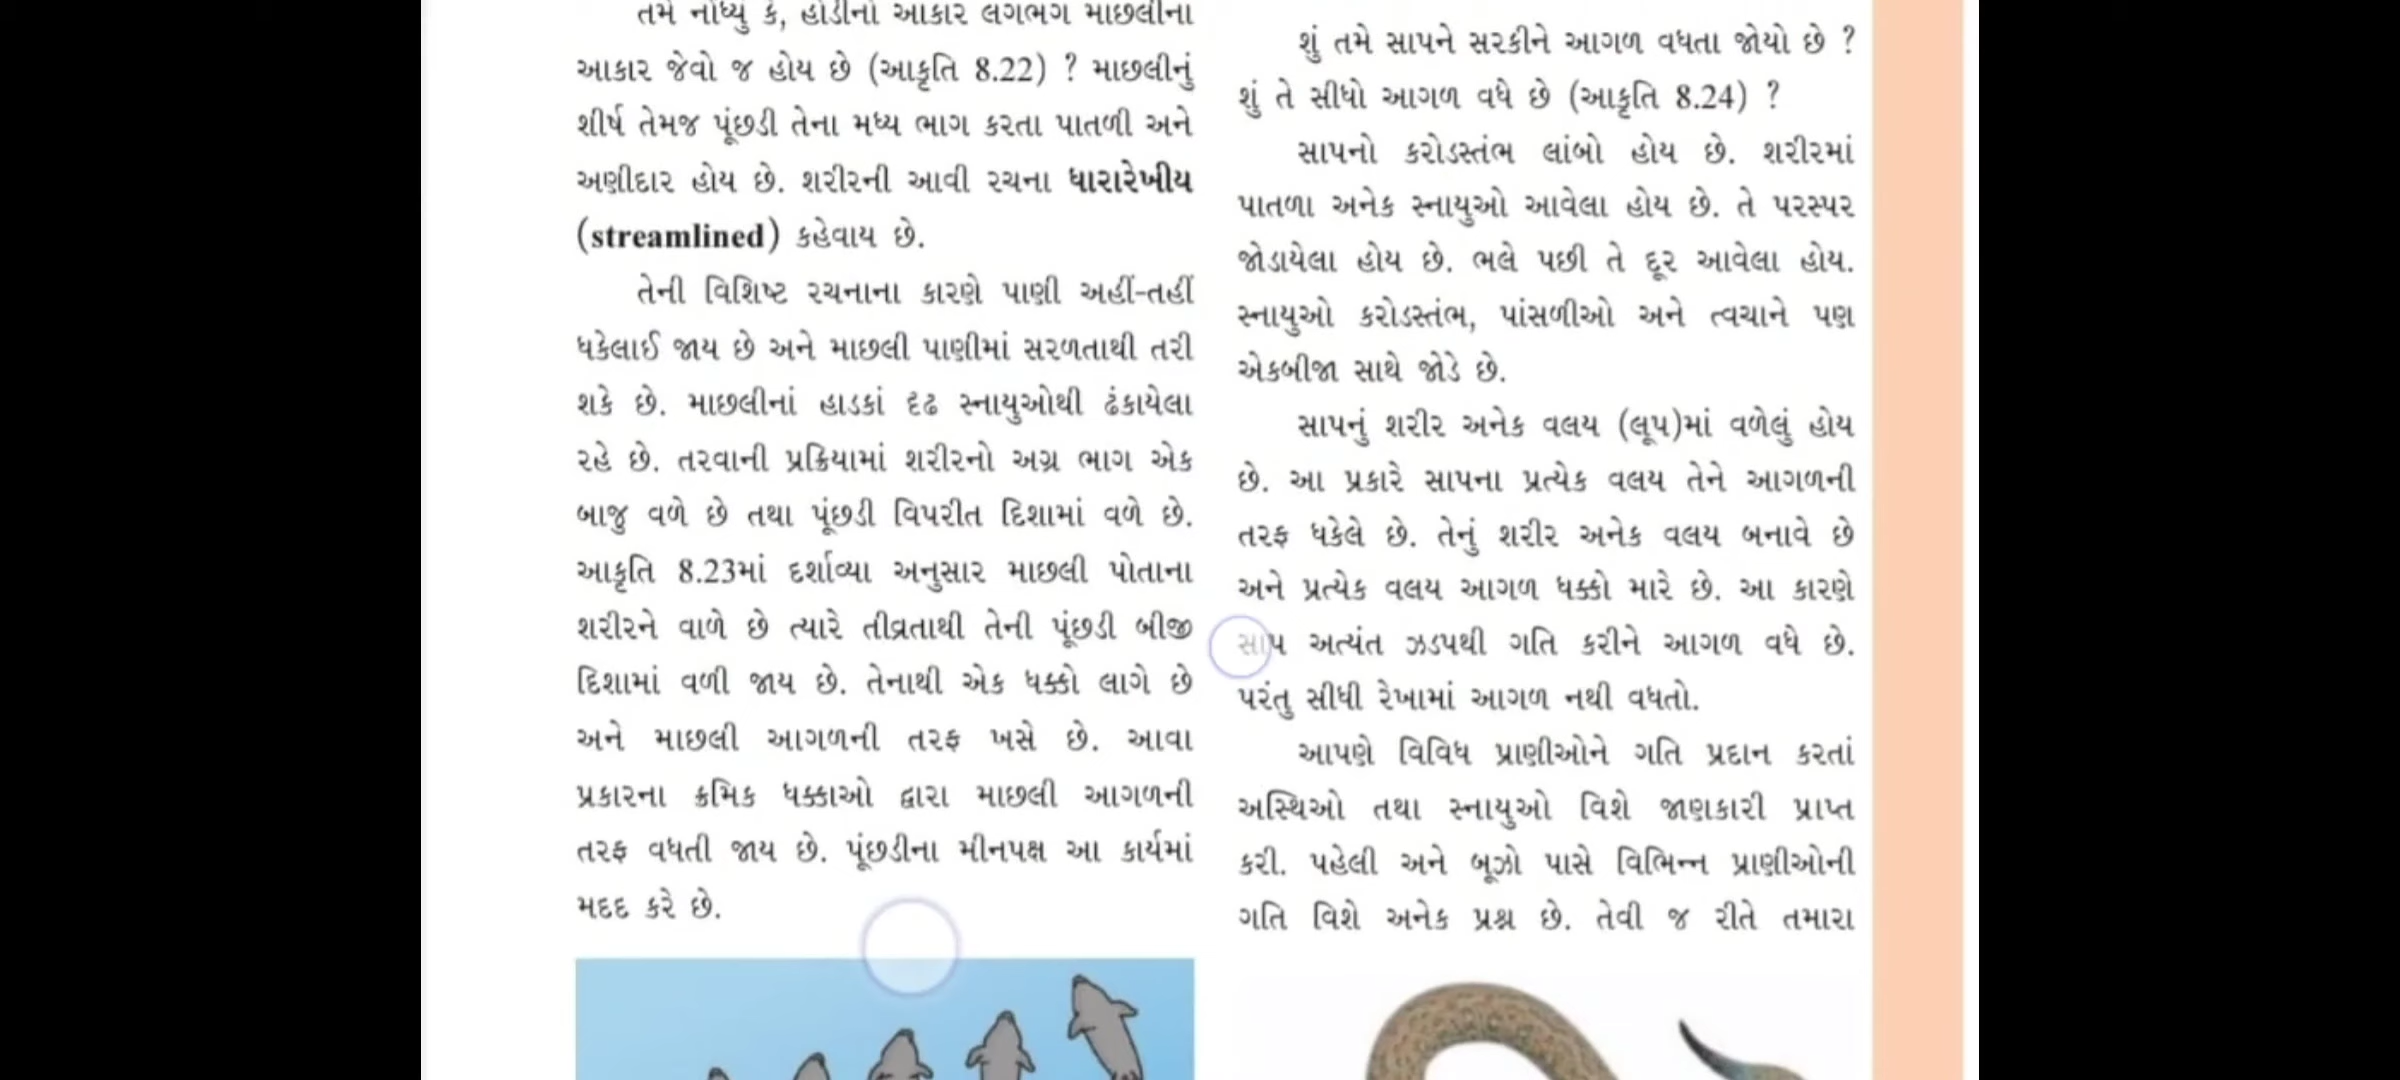 તમે નોંધ્યું કે, હોડીનો આકાર લગભગ માછલીના
આકાર જેવો જ હોય છે (આકૃતિ 8.22) ? માછલીનું
શીર્ષ તેમજ પૂંછડી તેના મધ્ય ભાગ કરતા પાતળી અને
અણીદાર હોય છે. શરીરની આવી રચના ધારારેખીય
(streamlined) કહેવાય છે.
તેની વિશિષ્ટ રચનાના કારણે પાણી અહીં-તહીં
ધકેલાઈ જાય છે અને માછલી પાણીમાં સરળતાથી તરી
શકે છે. માછલીનાં હાડકાં દૃઢ સ્નાયુઓથી ઢંકાયેલા
રહે છે. તરવાની પ્રક્રિયામાં શરીરનો અગ્ર ભાગ એક
બાજુ વળે છે તથા પૂંછડી વિપરીત દિશામાં વળે છે.
આકૃતિ 8.23માં દર્શાવ્યા અનુસાર માછલી પોતાના
શરીરને વાળે છે ત્યારે તીવ્રતાથી તેની પૂંછડી બીજી
દિશામાં વળી જાય છે. તેનાથી એક ધક્કો લાગે છે
અને માછલી આગળની તરફ ખસે છે. આવા
પ્રકારના ક્રમિક ધક્કાઓ દ્વારા માછલી આગળની
તરફ વધતી જાય છે. પૂંછડીના મીનપક્ષ આ કાર્યમાં
મદદ કરે છે.
શું તમે સાપને સરકીને આગળ વધતા જોયો છે ?
શું તે સીધો આગળ વધે છે (આકૃતિ 8.24) ?
સાપનો કરોડસ્તંભ લાંબો હોય છે. શરીરમાં
પાતળા અનેક સ્નાયુઓ આવેલા હોય છે. તે પરસ્પર
જોડાયેલા હોય છે. ભલે પછી તે દૂર આવેલા હોય.
સ્નાયુઓ કરોડસ્તંભ, પાંસળીઓ અને ત્વચાને પણ
એકબીજા સાથે જોડે છે.
સાપનું શરીર અનેક વલય (લૂપ)માં વળેલું હોય
છે. આ પ્રકારે સાપના પ્રત્યેક વલય તેને આગળની
તરફ ધકેલે છે. તેનું શરીર અનેક વલય બનાવે છે
અને પ્રત્યેક વલય આગળ ધક્કો મારે છે. આ કારણે
સાપ અત્યંત ઝડપથી ગતિ કરીને આગળ વધે છે.
પરંતુ સીધી રેખામાં આગળ નથી વધતો.
આપણે વિવિધ પ્રાણીઓને ગતિ પ્રદાન કરતાં
અસ્થિઓ તથા સ્નાયુઓ વિશે જાણકારી પ્રાપ્ત
કરી. પહેલી અને બૂઝો પાસે વિભિન્ન પ્રાણીઓની
ગતિ વિશે અનેક પ્રશ્ન છે. તેવી જ રીતે તમારા